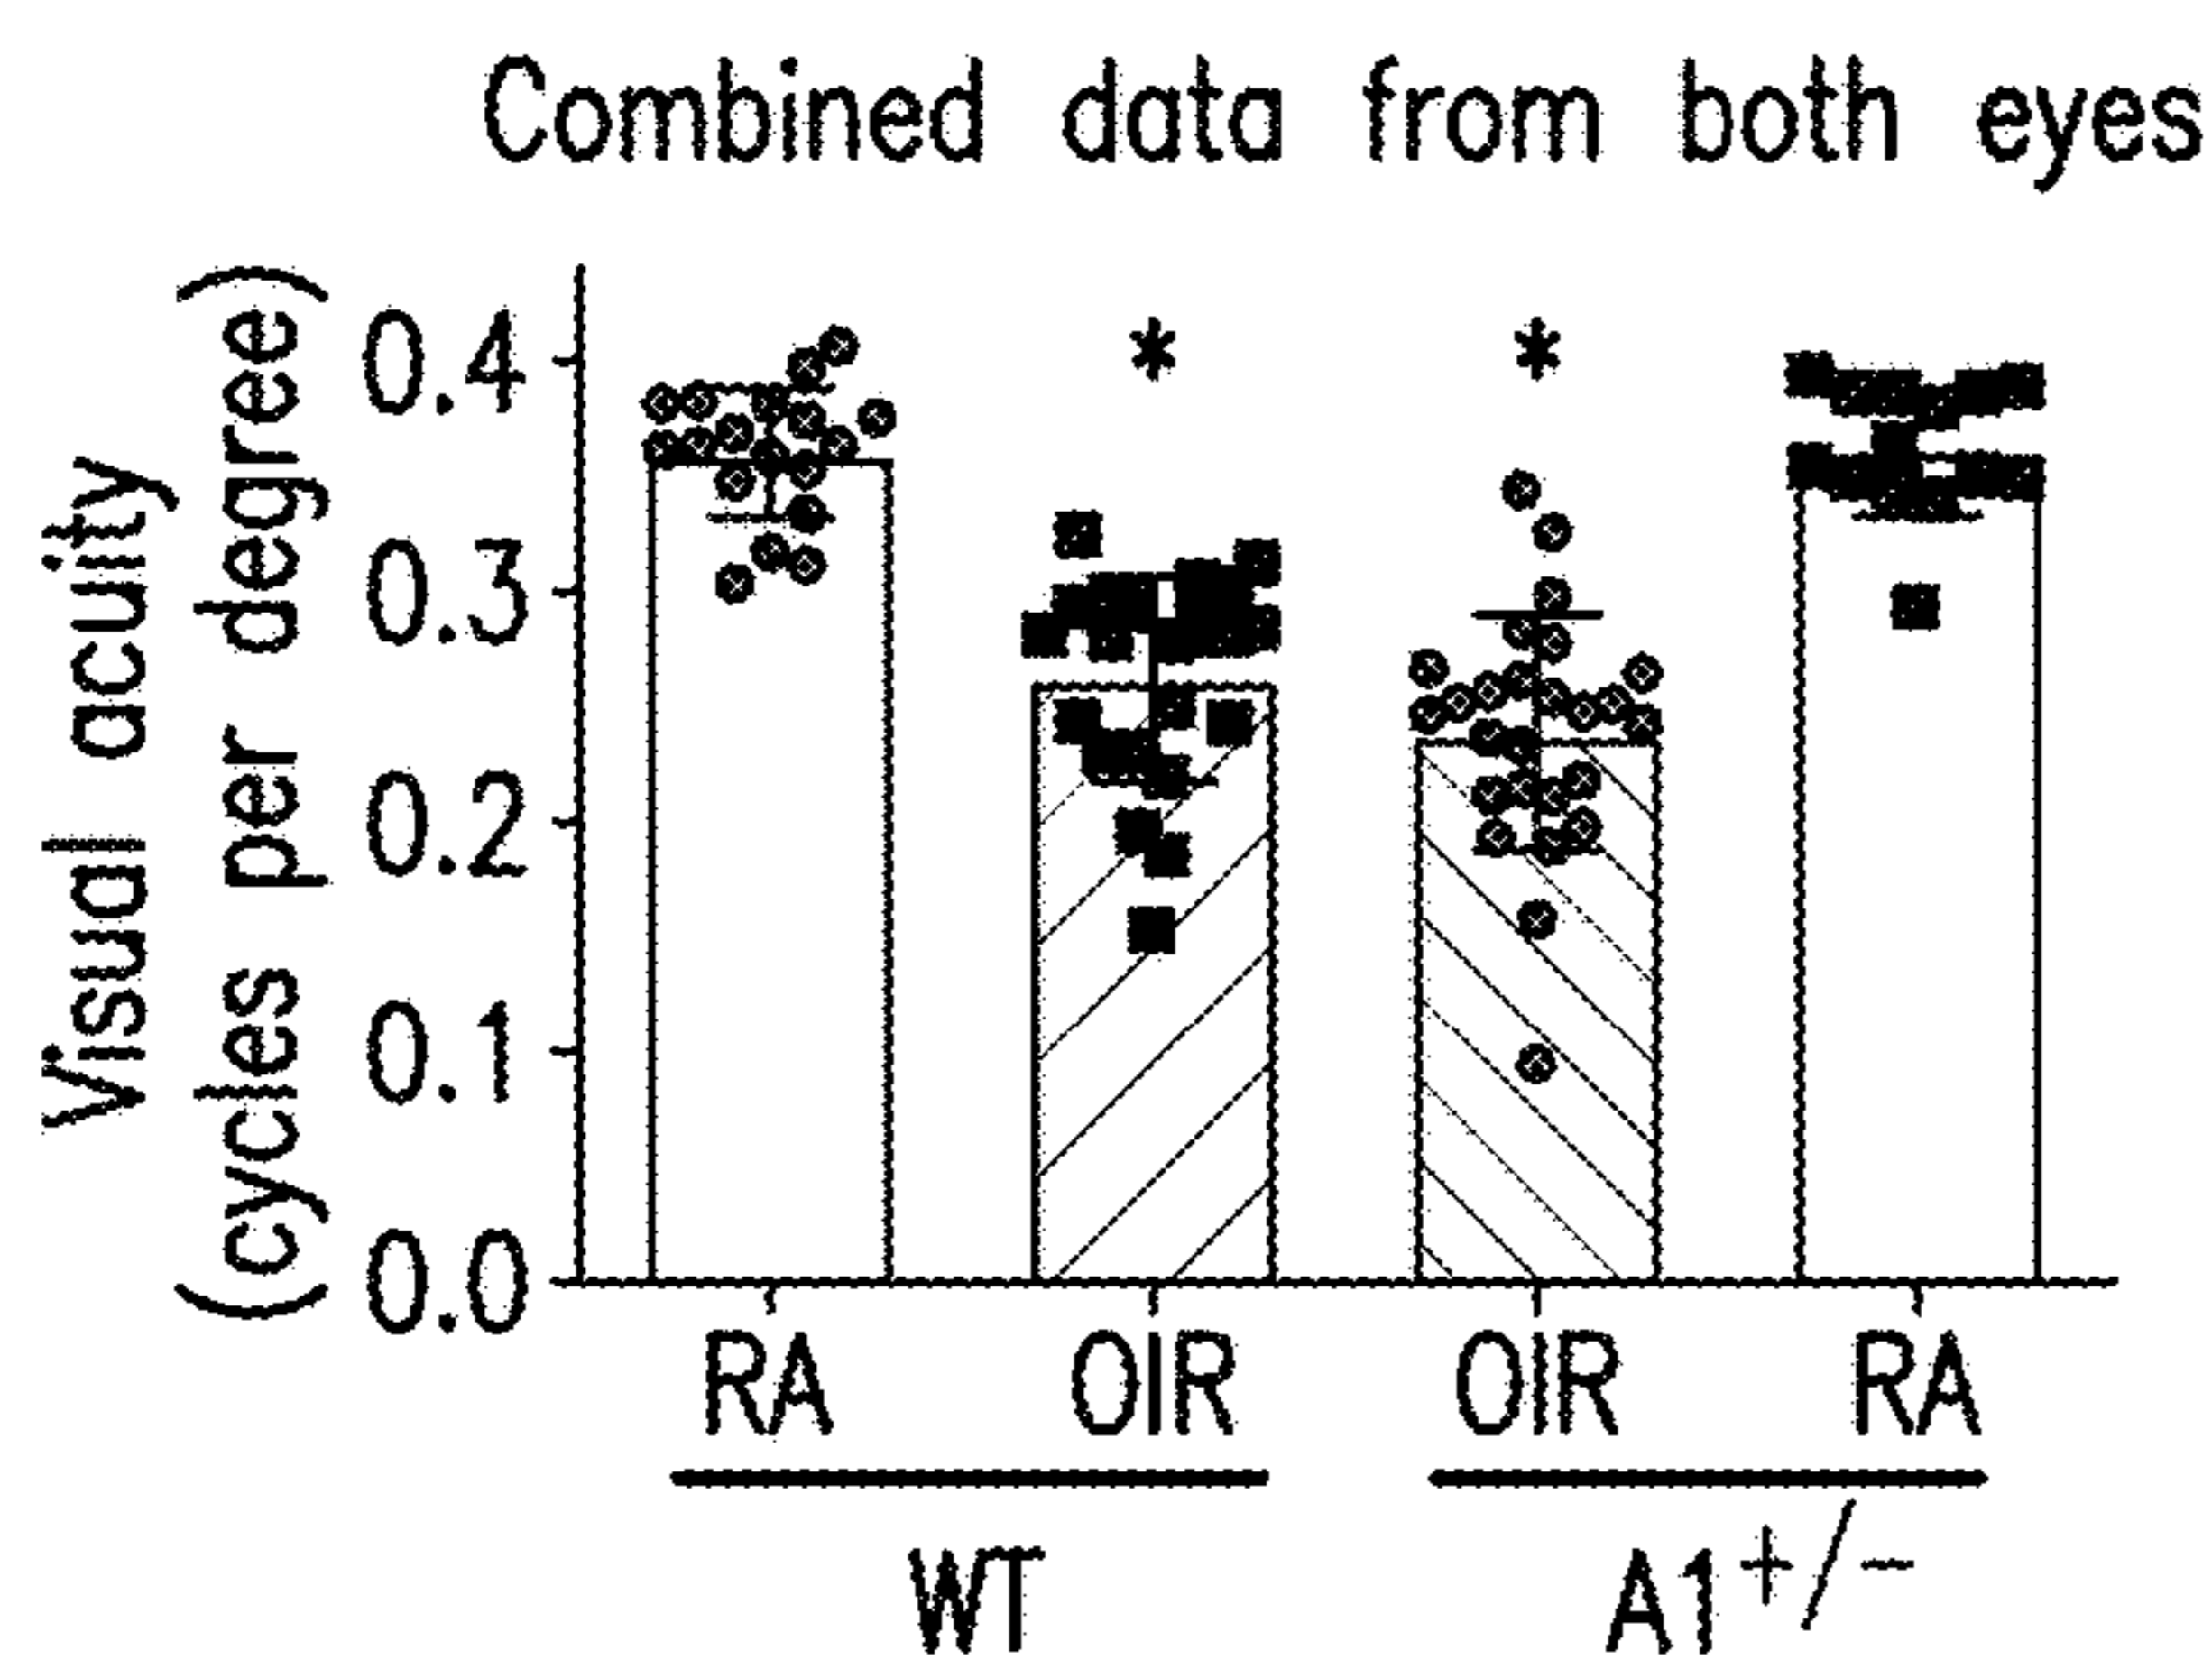 Combined data from both eyes
Visual acuity
(cycles per degree)
0.4
0.3
0.2
0.1
0.0
* *
RA OIR OIR RA
WT A1+/-